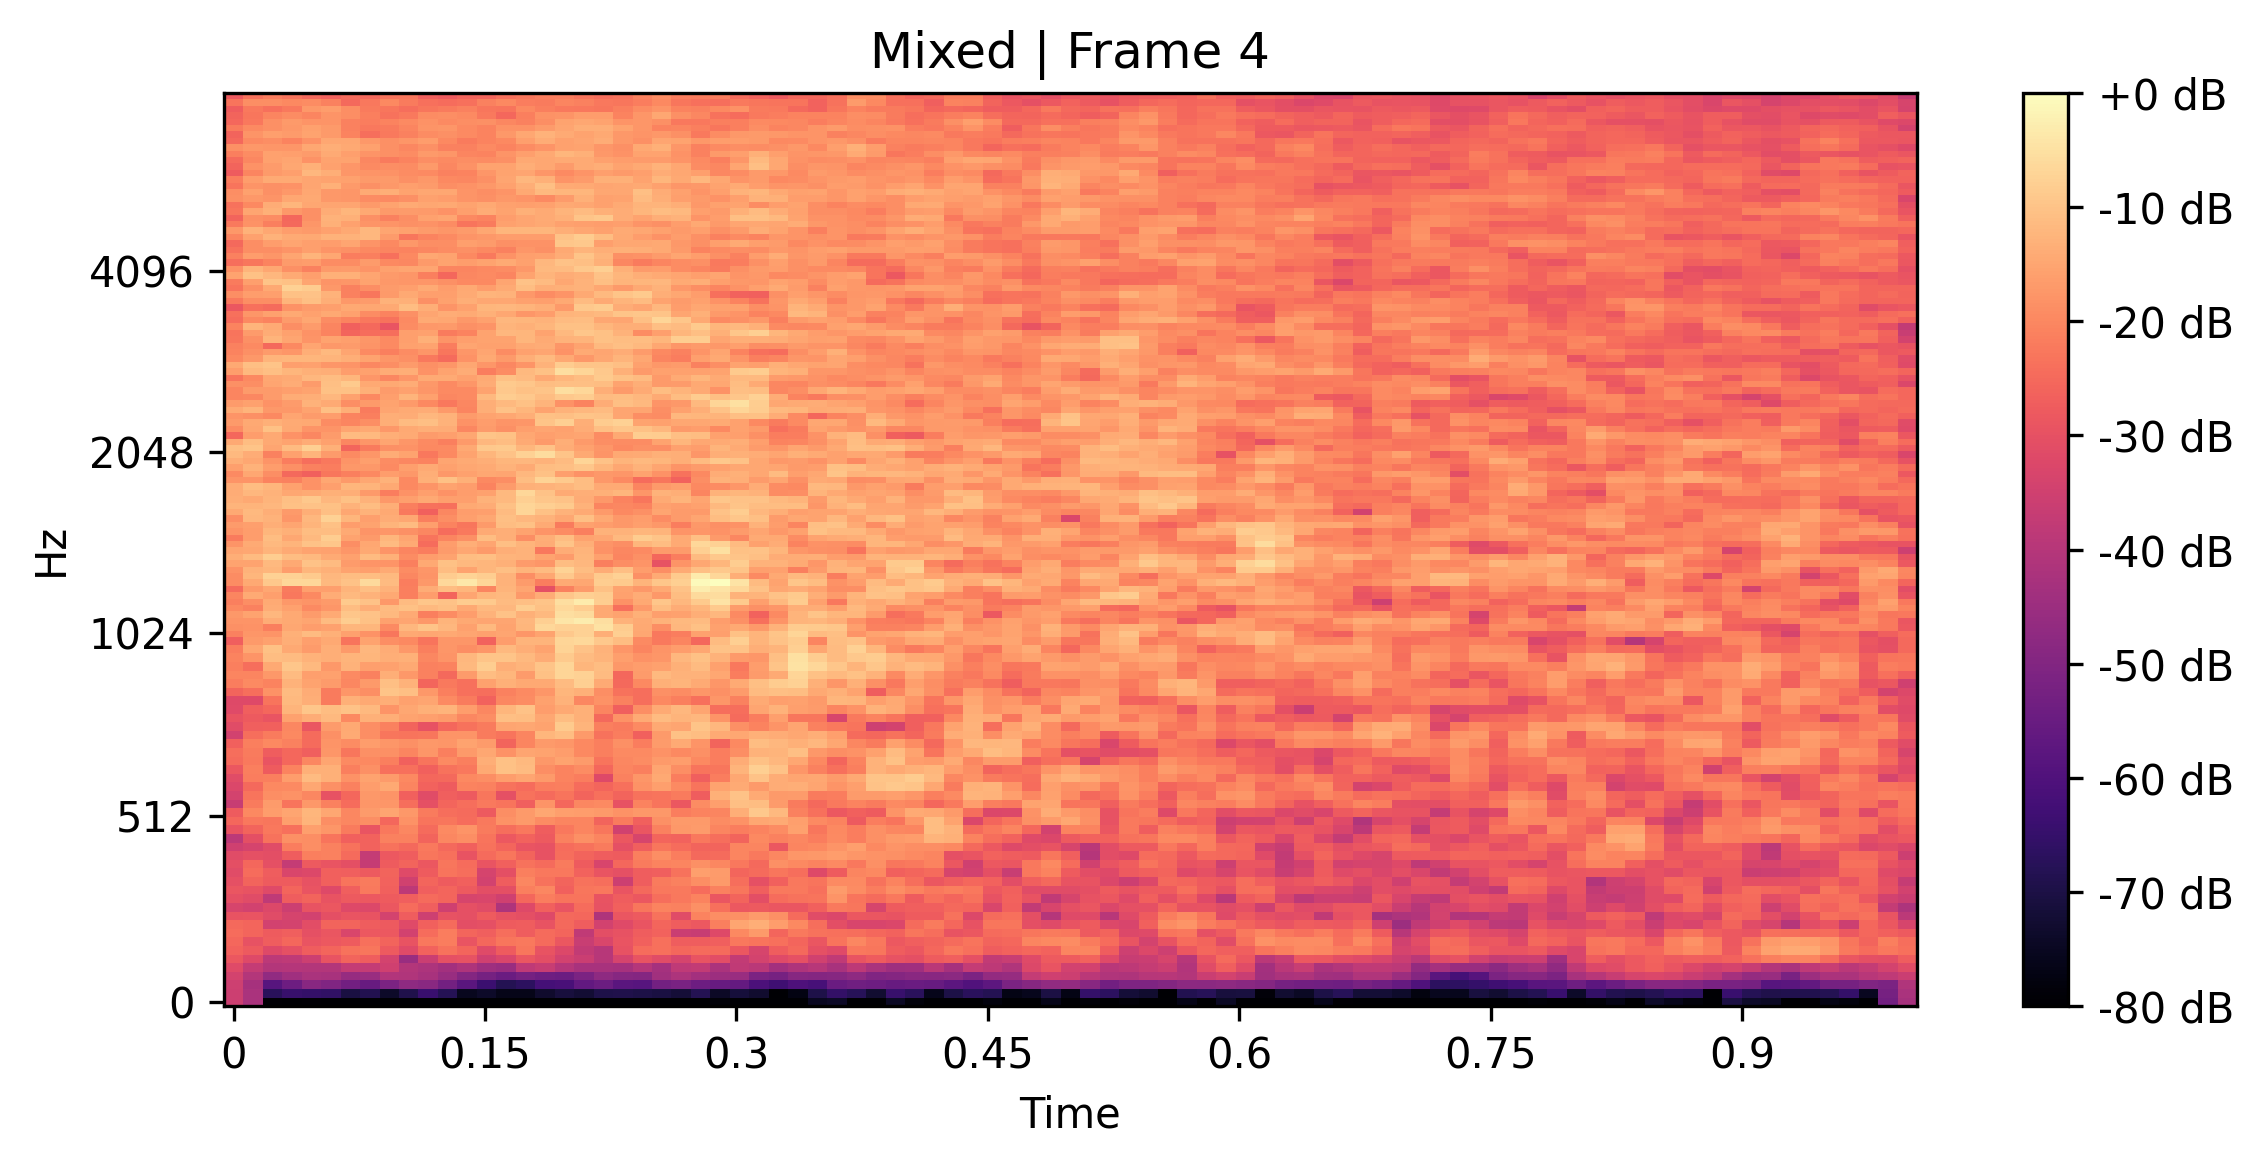 Mixed | Frame 4
+0 dB
-10 dB
-20 dB
-30 dB
-40 dB
-50 dB
-60 dB
-70 dB
-80 dB
Hz
4096
2048
1024
512
0
0 0.15 0.3 0.45 0.6 0.75 0.9
Time